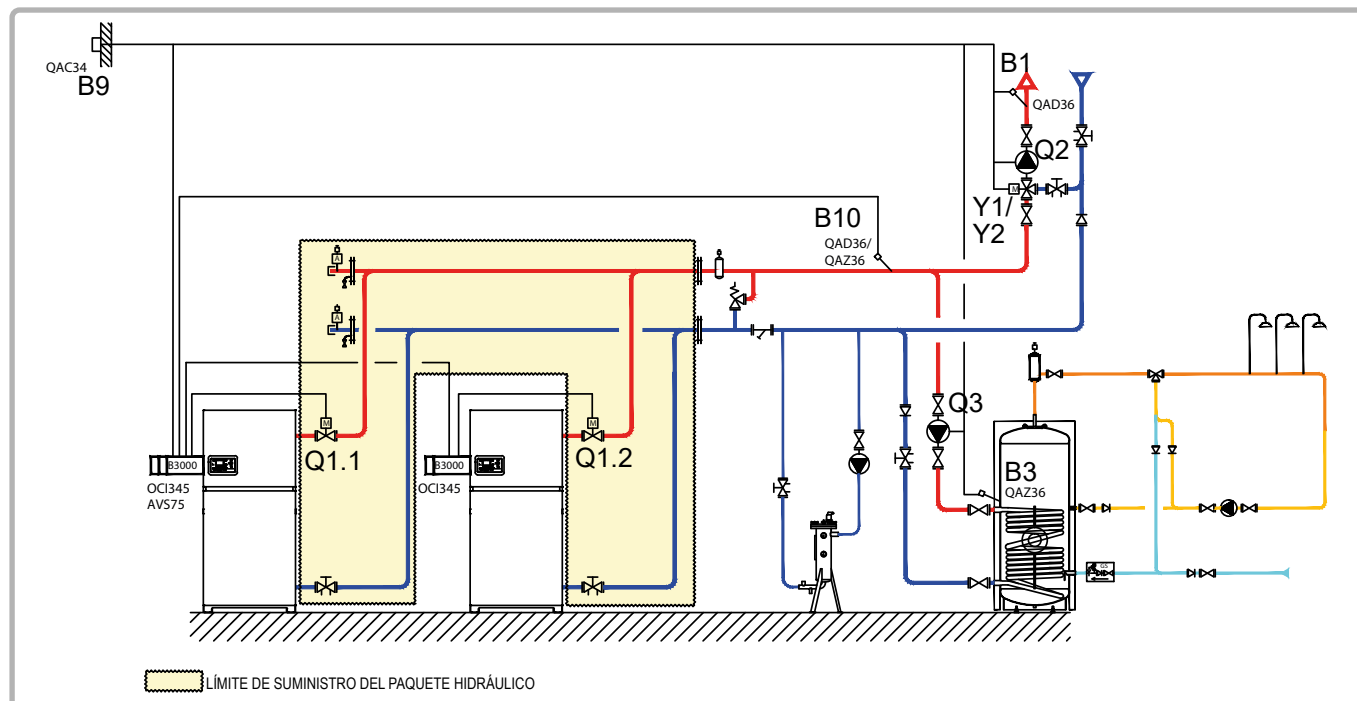 QAC34
B9
B1
QAD36
Q2
Y1/
Y2
B10
QAD36/
QAZ36
A
A
M
M
M
Q1.1
Q1.2
Q3
B3
QAZ36
B3000
B3000
OCI345
AVS75
OCI345
GS
LÍMITE DE SUMINISTRO DEL PAQUETE HIDRÁULICO